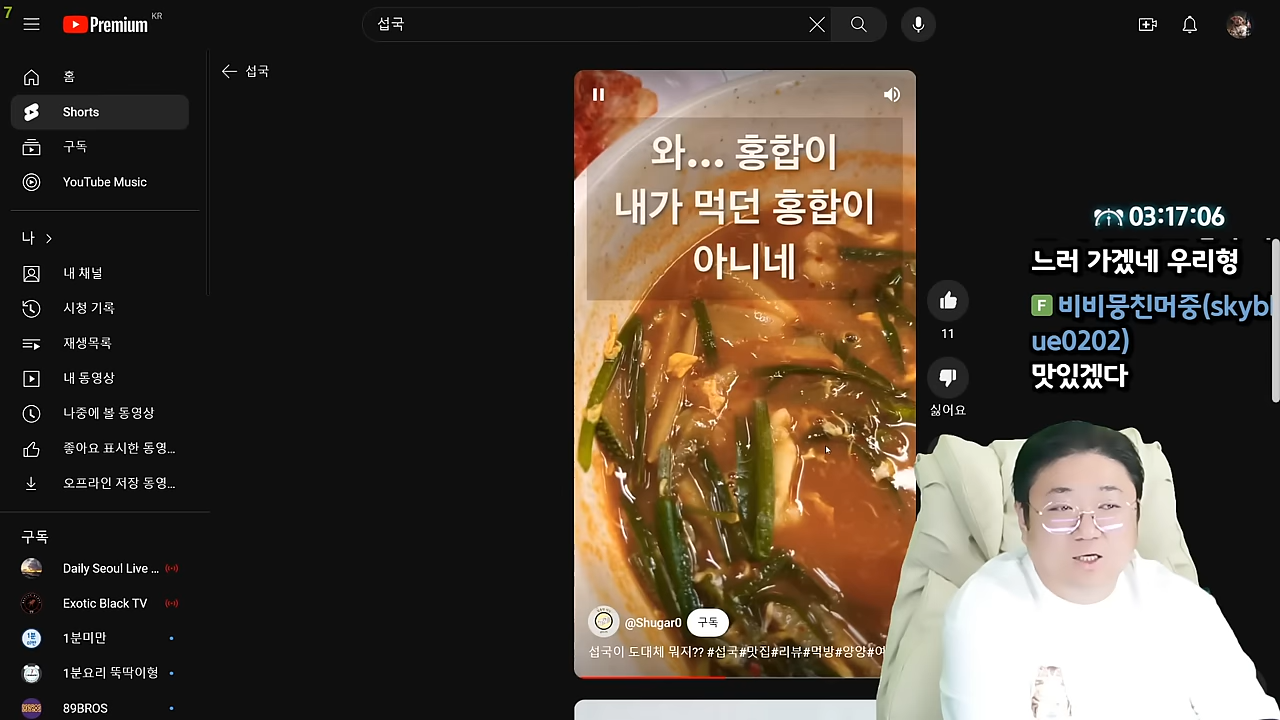 7
Premium KR
섭국
홈
Shorts
구독
YouTube Music
나
내 채널
시청 기록
재생목록
내 동영상
나중에 볼 동영상
좋아요 표시한 동영...
오프라인 저장 동영...
구독
Daily Seoul Live ...
Exotic Black TV
1분미만
1분요리 뚝딱이형
89BROS
섭국
와... 홍합이
내가 먹던 홍합이
아니네
@Shugar0 구독
섭국이 도대체 뭐지?? #섭국#맛집#리뷰#먹방#양양#여
11
싫어요
03:17:06
느러 가겠네 우리형
F 비비뭉친머중(skybl
ue0202)
맛있겠다